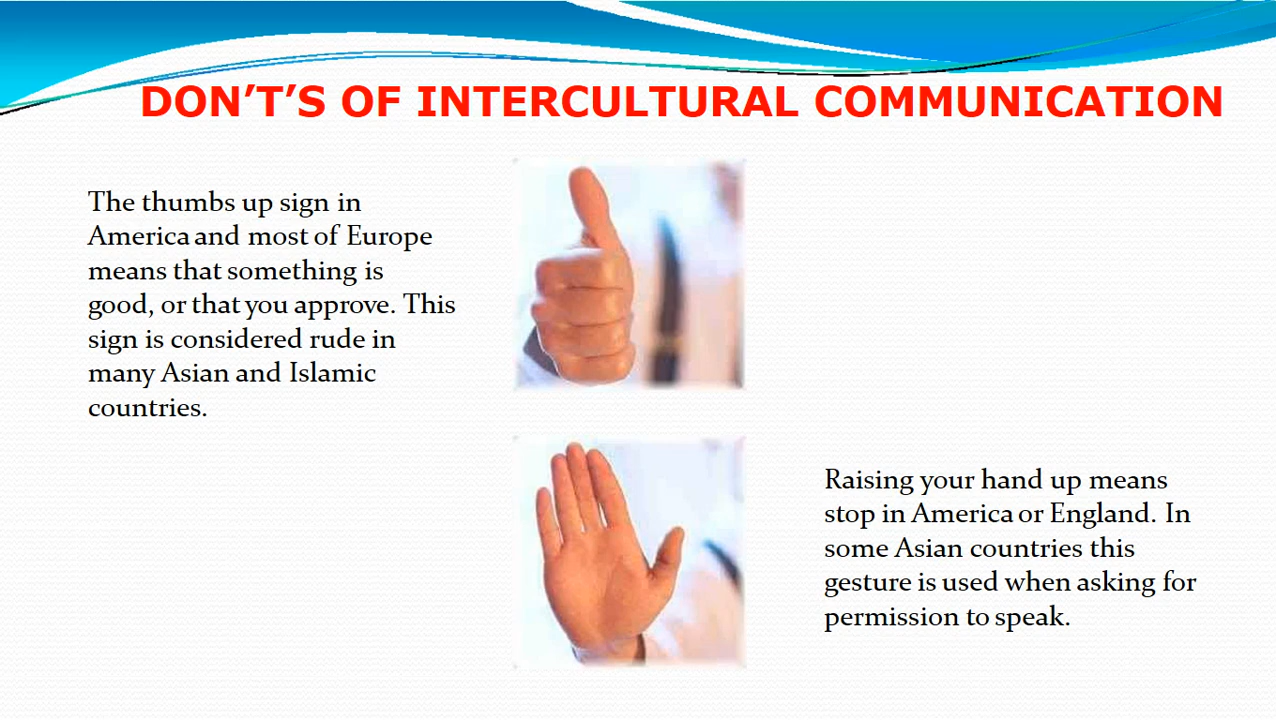 DON’T’S OF INTERCULTURAL COMMUNICATION
The thumbs up sign in
America and most of Europe
means that something is
good, or that you approve. This
sign is considered rude in
many Asian and Islamic
countries.
Raising your hand up means
stop in America or England. In
some Asian countries this
gesture is used when asking for
permission to speak.